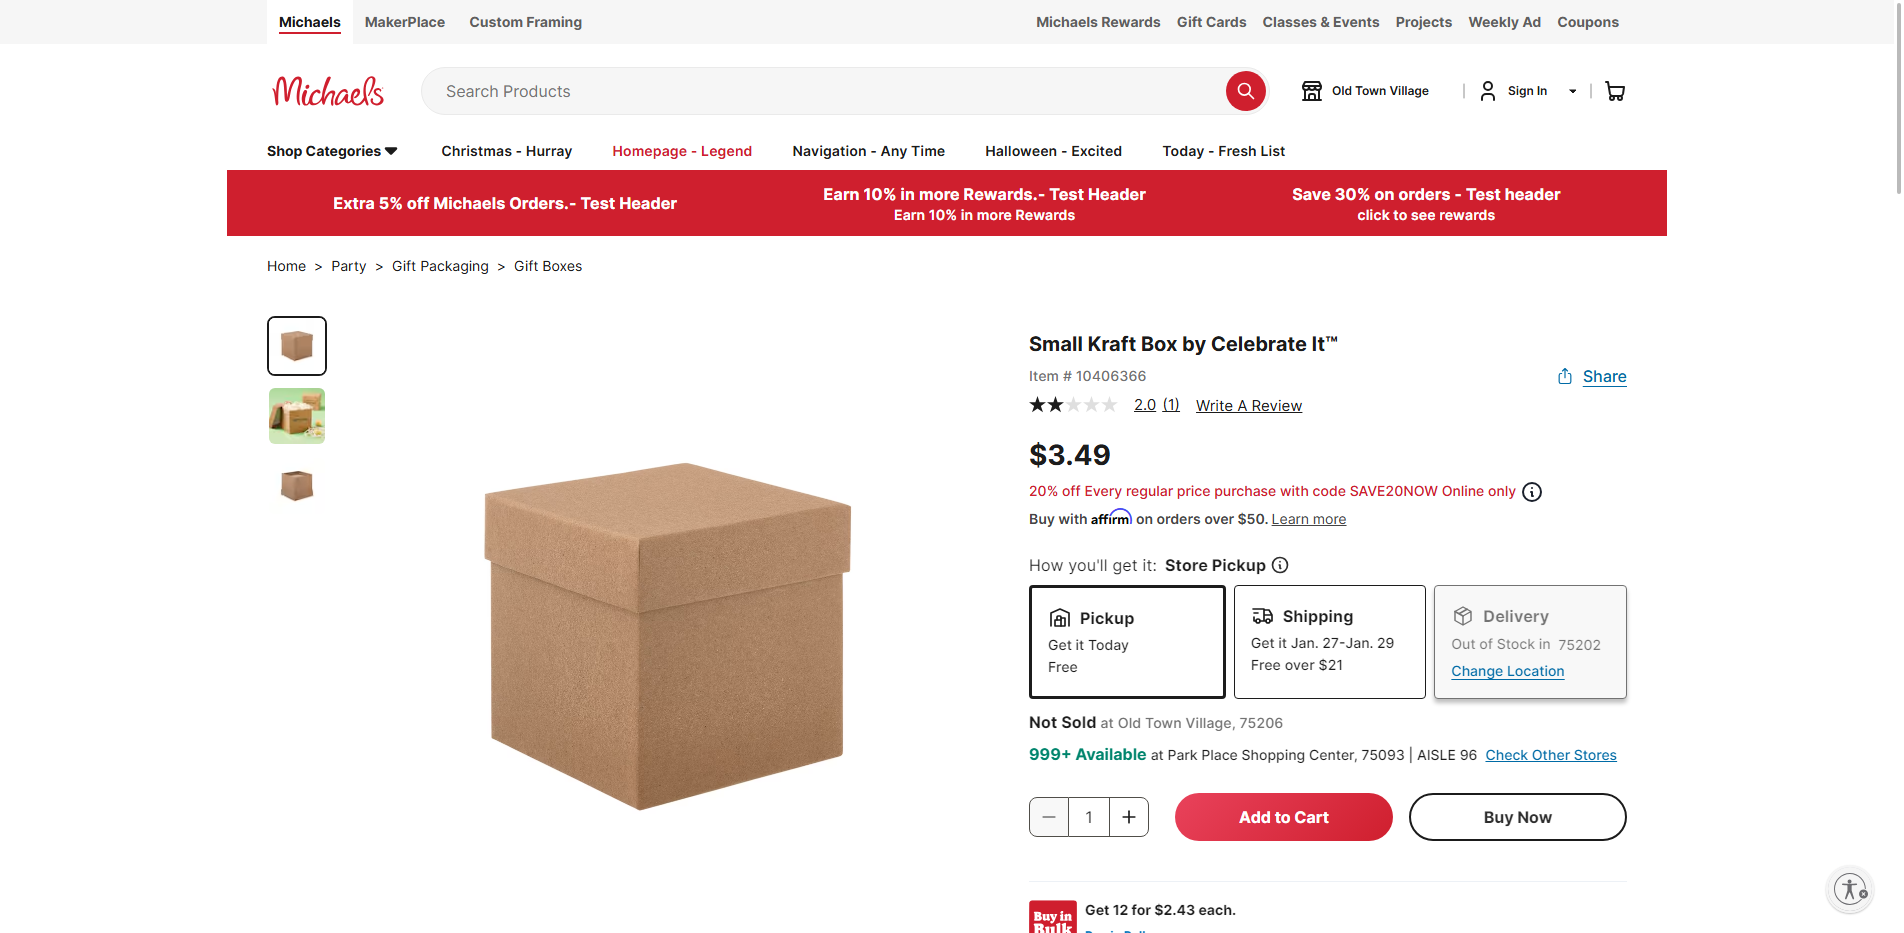 Michaels
MakerPlace
Custom Framing
Michaels Rewards
Gift Cards
Classes & Events
Projects
Weekly Ad
Coupons
Michaels
Search Products
Old Town Village
Sign In
Shop Categories
Christmas - Hurray
Homepage - Legend
Navigation - Any Time
Halloween - Excited
Today - Fresh List
Extra 5% off Michaels Orders.- Test Header
Earn 10% in more Rewards.- Test Header
Earn 10% in more Rewards
Save 30% on orders - Test header
click to see rewards
Home > Party > Gift Packaging > Gift Boxes
Small Kraft Box by Celebrate It™
Item # 10406366
Share
2.0 (1) Write A Review
$3.49
20% off Every regular price purchase with code SAVE20NOW Online only
Buy with affirm on orders over $50. Learn more
How you'll get it: Store Pickup
Pickup
Get it Today
Free
Shipping
Get it Jan. 27-Jan. 29
Free over $21
Delivery
Out of Stock in 75202
Change Location
Not Sold at Old Town Village, 75206
999+ Available at Park Place Shopping Center, 75093 | AISLE 96 Check Other Stores
1
Add to Cart
Buy Now
Buy in
Bulk
Get 12 for $2.43 each.